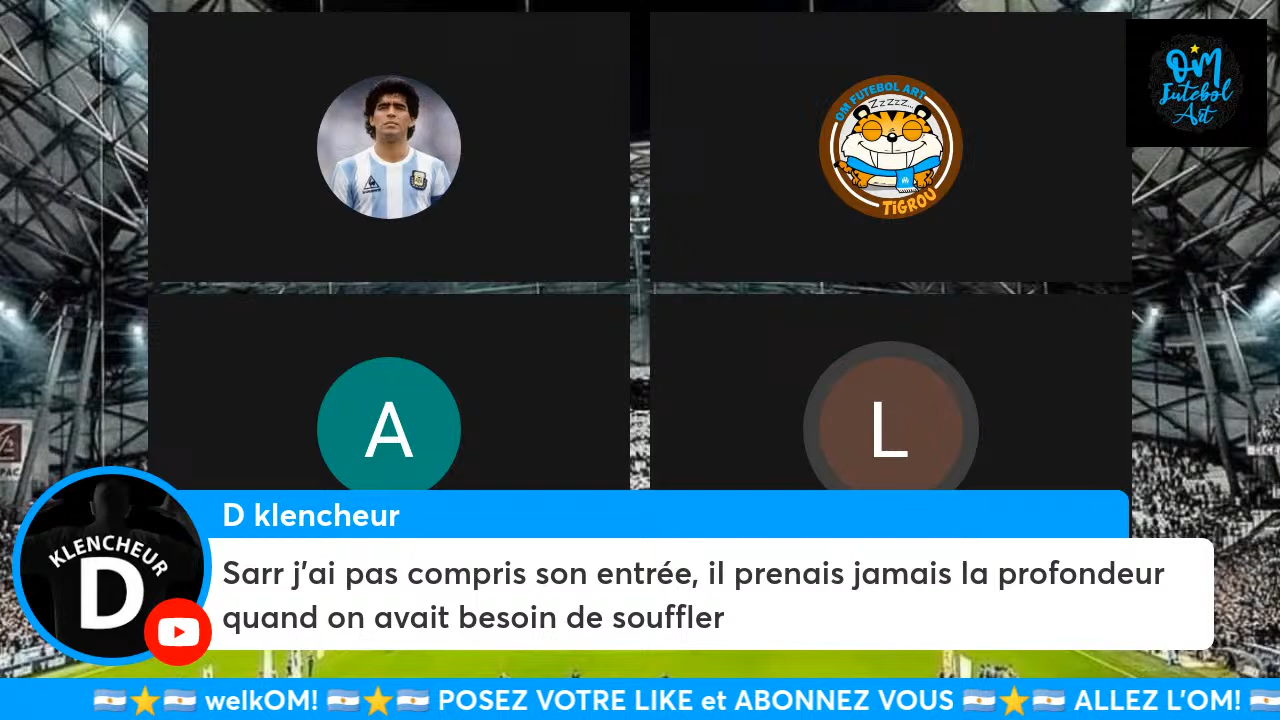 OM FUTEBOL ART
Zzzzz...
TiGROU
OM
Futebol
Art
A
L
PAC
D klencheur
KLENCHEUR
D
Sarr j'ai pas compris son entrée, il prenais jamais la profondeur
quand on avait besoin de souffler
🇦🇷⭐🇦🇷 welkOM! 🇦🇷⭐🇦🇷 POSEZ VOTRE LIKE et ABONNEZ VOUS 🇦🇷⭐🇦🇷 ALLEZ L'OM! 🇦🇷